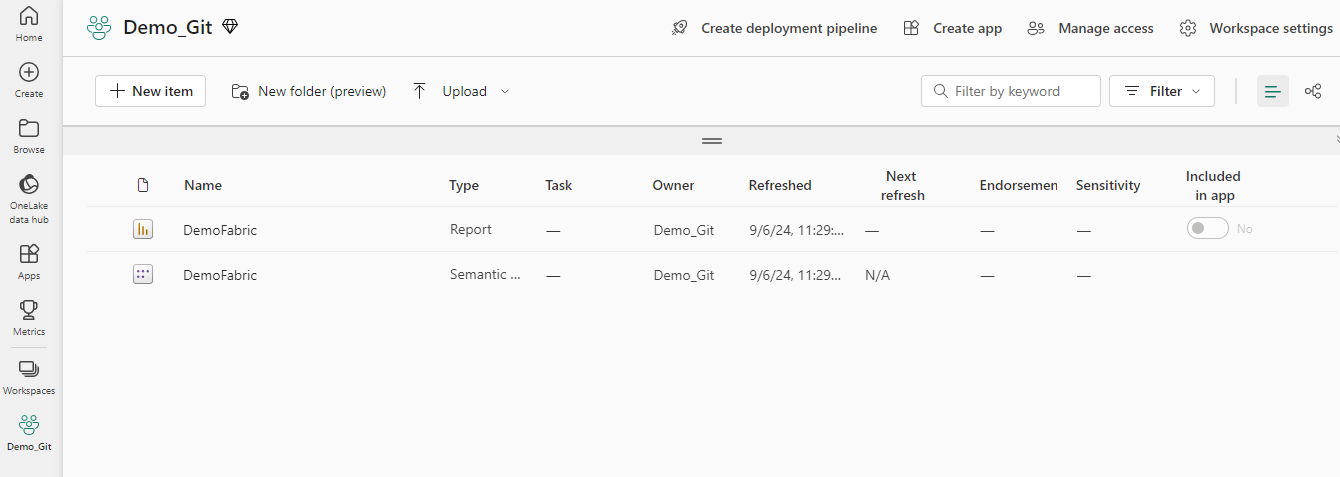 Home
Create
Browse
OneLake
data hub
Apps
Metrics
Workspaces
Demo_Git
Demo_Git
Create deployment pipeline
Create app
Manage access
Workspace settings
New item
New folder (preview)
Upload
Filter by keyword
Filter
Name Type Task Owner Refreshed Next refresh Endorsemen Sensitivity Included in app
DemoFabric Report — Demo_Git 9/6/24, 11:29:... — — — No
DemoFabric Semantic ... — Demo_Git 9/6/24, 11:29... N/A — —